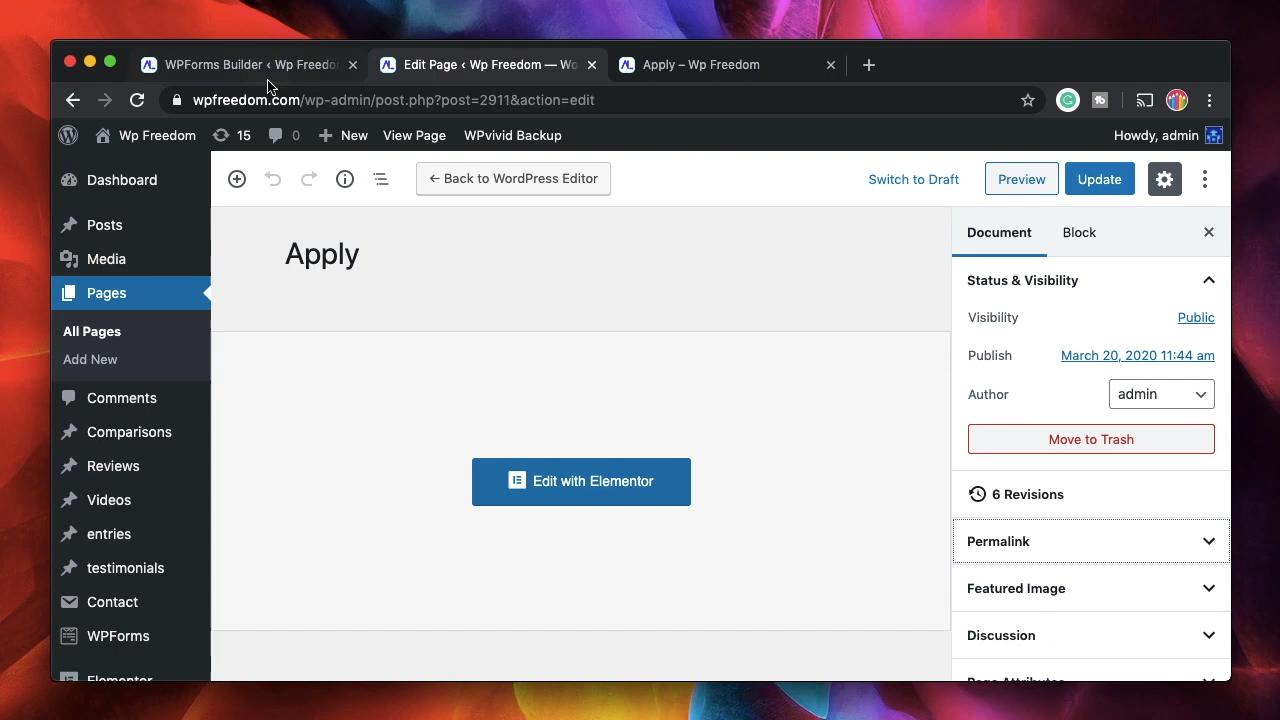 WPForms Builder ‹ Wp Freedo
Edit Page ‹ Wp Freedom — Wo
Apply – Wp Freedom
wpfreedom.com/wp-admin/post.php?post=2911&action=edit
Wp Freedom
15
0
New
View Page
WPvivid Backup
Howdy, admin
Dashboard
Posts
Media
Pages
All Pages
Add New
Comments
Comparisons
Reviews
Videos
entries
testimonials
Contact
WPForms
Elementor
← Back to WordPress Editor
Switch to Draft
Preview
Update
Apply
Edit with Elementor
Document
Block
Status & Visibility
Visibility
Public
Publish
March 20, 2020 11:44 am
Author
admin
Move to Trash
6 Revisions
Permalink
Featured Image
Discussion
Page Attributes